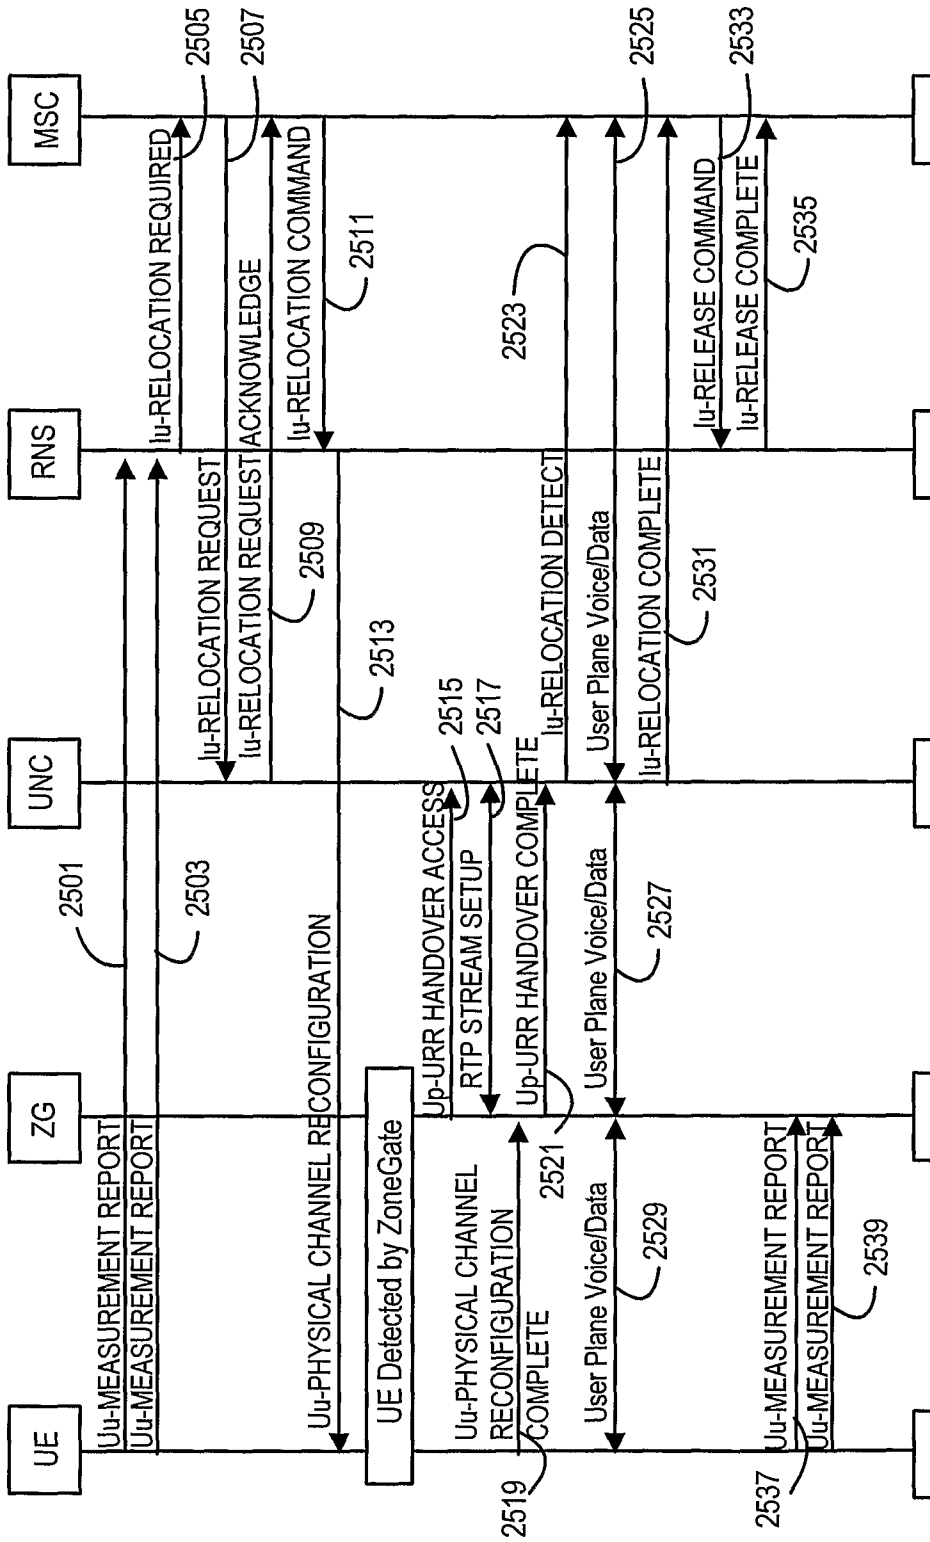 UE
ZG
UNC
RNS
MSC
Uu-MEASUREMENT REPORT
2501
Uu-MEASUREMENT REPORT
2503
Iu-RELOCATION REQUIRED
2505
Iu-RELOCATION REQUEST
2507
Iu-RELOCATION REQUEST ACKNOWLEDGE
2509
Iu-RELOCATION COMMAND
2511
Uu-PHYSICAL CHANNEL RECONFIGURATION
2513
UE Detected by ZoneGate
Up-URR HANDOVER ACCESS
2515
RTP STREAM SETUP
2517
Uu-PHYSICAL CHANNEL
RECONFIGURATION
COMPLETE
2519
Up-URR HANDOVER COMPLETE
2521
Iu-RELOCATION DETECT
2523
User Plane Voice/Data
User Plane Voice/Data
User Plane Voice/Data
2529
2527
2525
Iu-RELOCATION COMPLETE
2531
Iu-RELEASE COMMAND
2533
Iu-RELEASE COMPLETE
2535
Uu-MEASUREMENT REPORT
2537
Uu-MEASUREMENT REPORT
2539